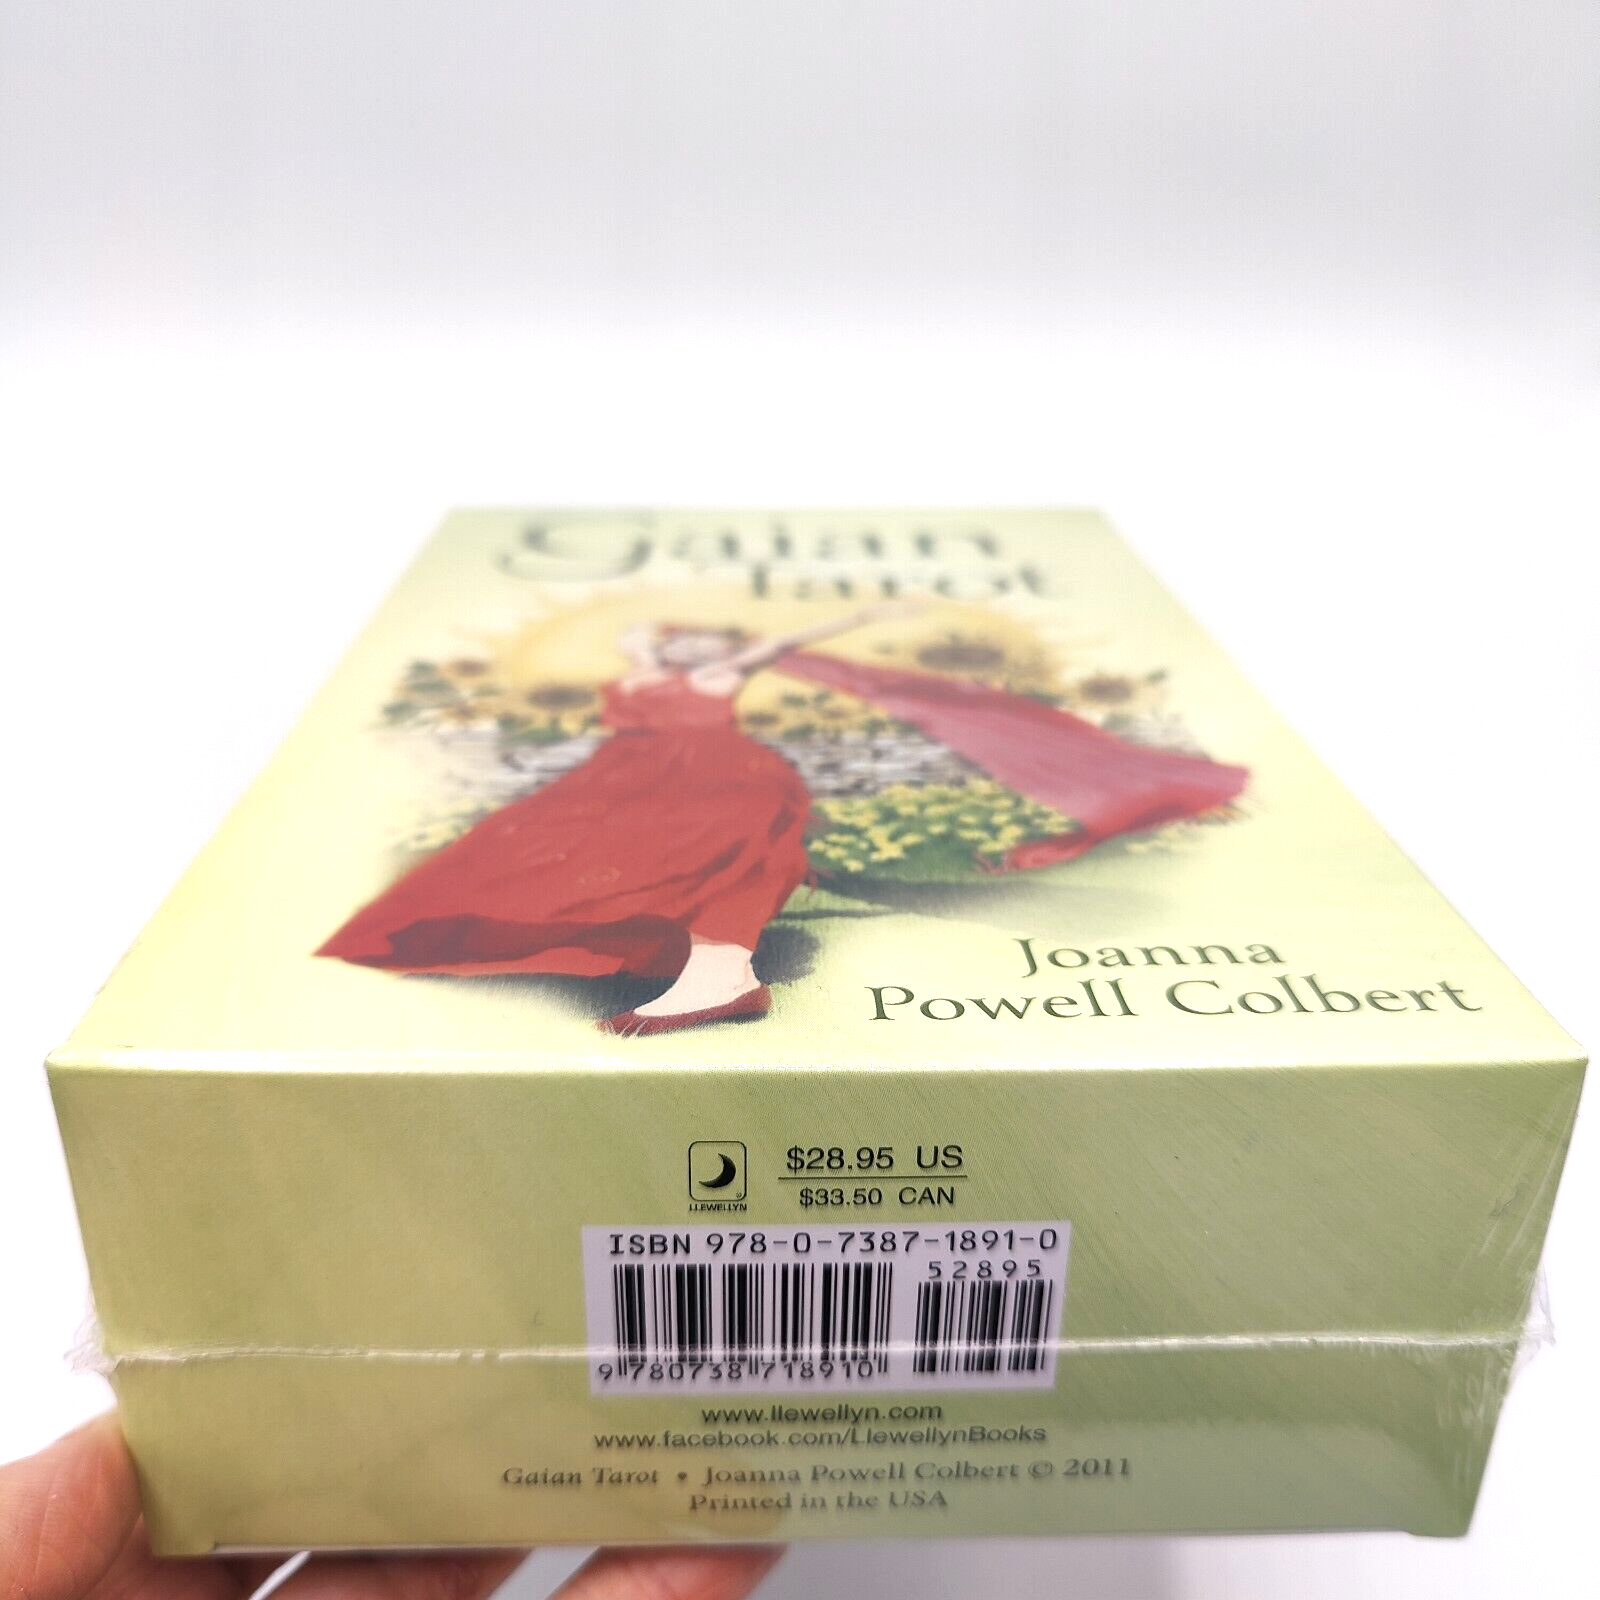 Gaian
Tarot
Joanna
Powell Colbert
$28.95 US
$33.50 CAN
LLEWELLYN
ISBN 978-0-7387-1891-0
52895
9 780738 718910
www.llewellyn.com
www.facebook.com/LlewellynBooks
Gaian Tarot • Joanna Powell Colbert © 2011
Printed in the USA